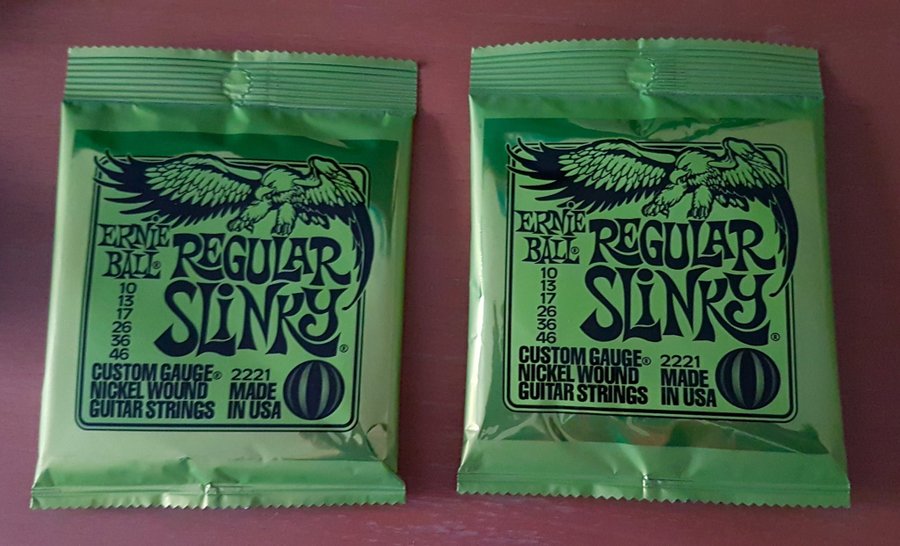 ERNIE
BALL®
REGULAR
SLINKY®
10
13
17
26
36
46
CUSTOM GAUGE®
NICKEL WOUND
GUITAR STRINGS
2221
MADE
IN USA
ERNIE
BALL®
REGULAR
SLINKY®
10
13
17
26
36
46
CUSTOM GAUGE®
NICKEL WOUND
GUITAR STRINGS
2221
MADE
IN USA